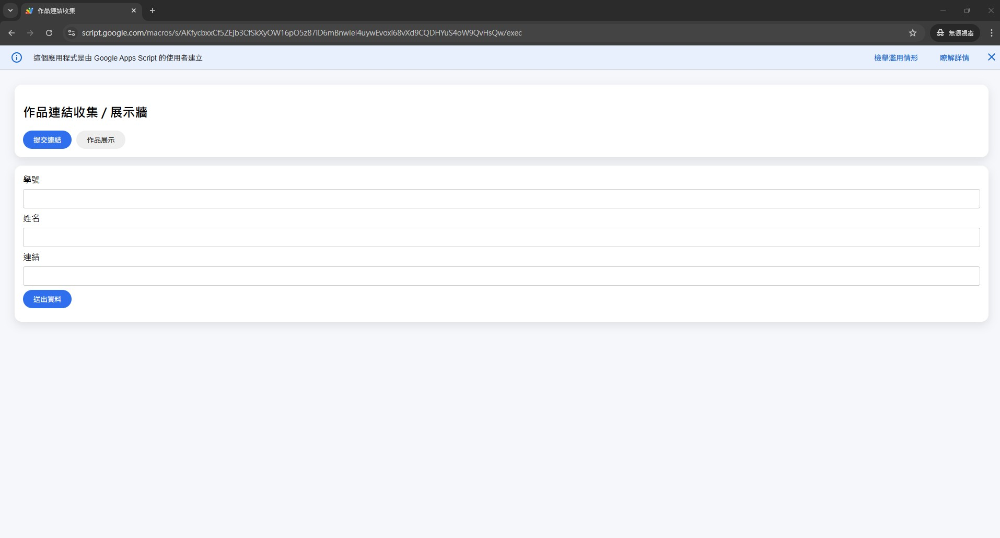 作品連結收集
script.google.com/macros/s/AKfycbxxCf5ZEjb3CfSkXyOW16pO5z87iD6mBnwIeI4uywEvoxi68vXd9CQDHYuS4oW9QvHsQw/exec
無痕視窗
這個應用程式是由 Google Apps Script 的使用者建立
檢舉濫用情形
瞭解詳情
作品連結收集 / 展示牆
提交連結
作品展示
學號
姓名
連結
送出資料